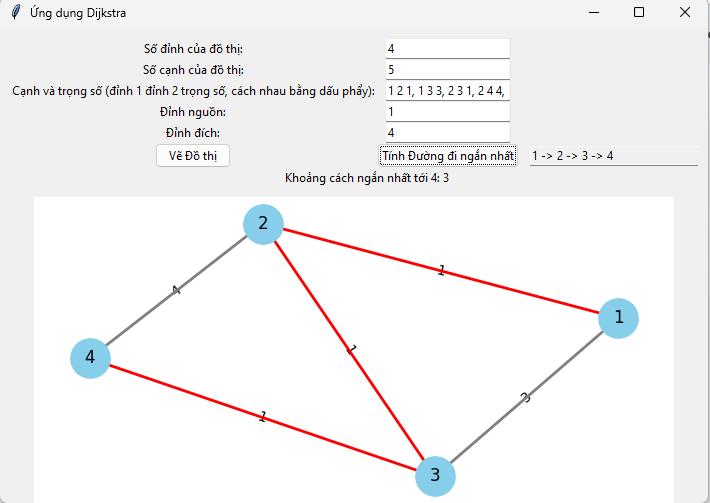 Ứng dụng Dijkstra
Số đỉnh của đồ thị: 4
Số cạnh của đồ thị: 5
Cạnh và trọng số (đỉnh 1 đỉnh 2 trọng số, cách nhau bằng dấu phẩy): 1 2 1, 1 3 3, 2 3 1, 2 4 4,
Đỉnh nguồn: 1
Đỉnh đích: 4
Vẽ Đồ thị Tính Đường đi ngắn nhất 1 -> 2 -> 3 -> 4
Khoảng cách ngắn nhất tới 4: 3
2
1
4
1
1
4
3
1
3